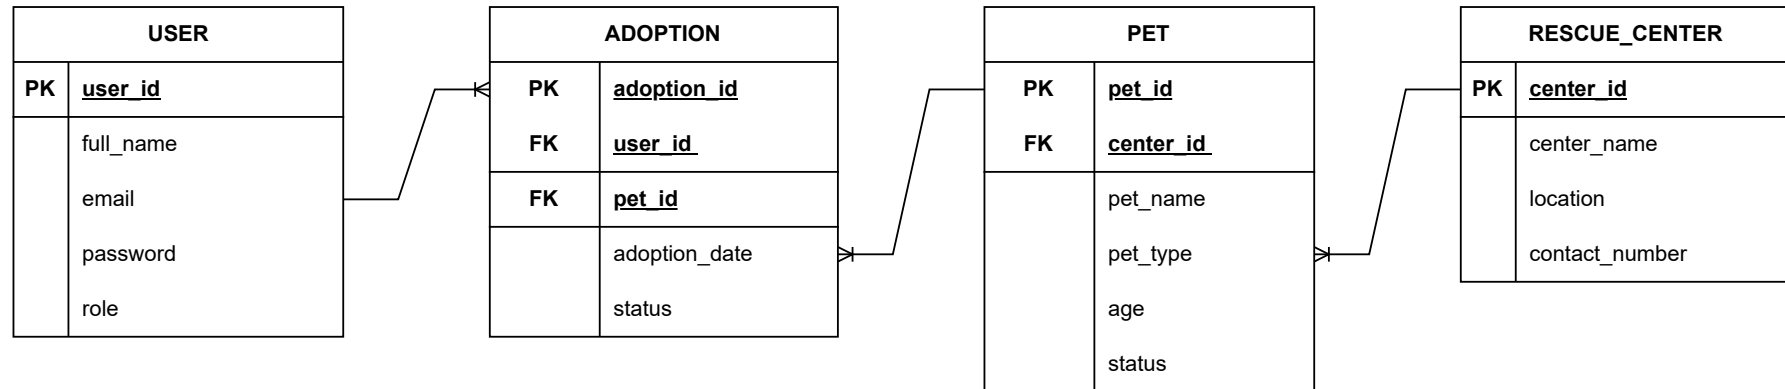 USER
PK user_id
full_name
email
password
role
ADOPTION
PK adoption_id
FK user_id
FK pet_id
adoption_date
status
PET
PK pet_id
FK center_id
pet_name
pet_type
age
status
RESCUE_CENTER
PK center_id
center_name
location
contact_number